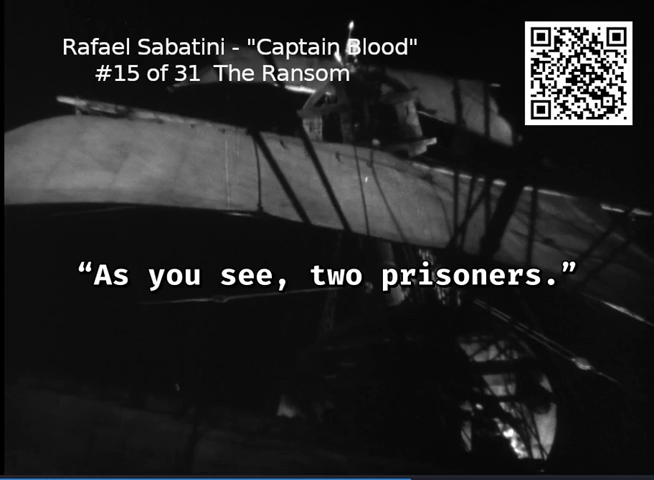 Rafael Sabatini - "Captain Blood"
#15 of 31  The Ransom
“As you see, two prisoners.”